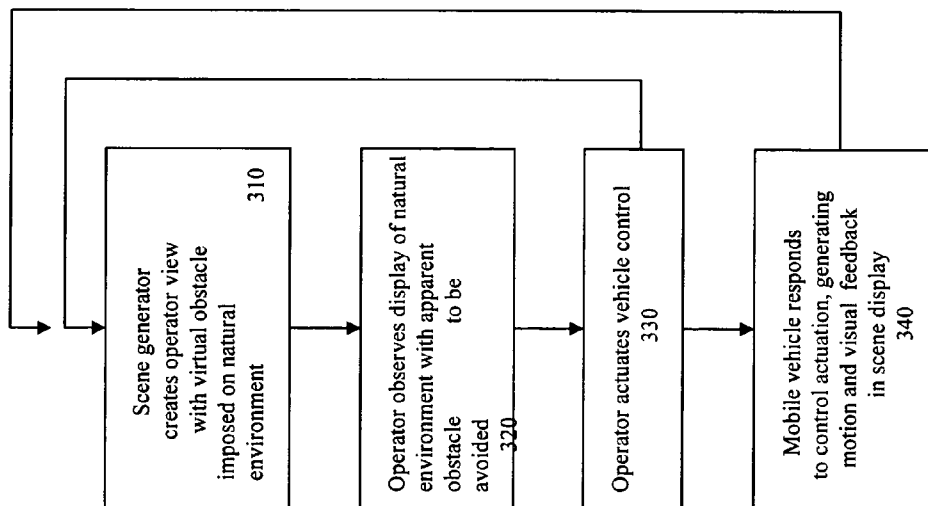 Scene generator
creates operator view
with virtual obstacle
imposed on natural
environment 310
Operator observes display of natural
environment with apparent
obstacle to be
avoided
320
Operator actuates vehicle control
330
Mobile vehicle responds
to control actuation, generating
motion and visual feedback
in scene display
340